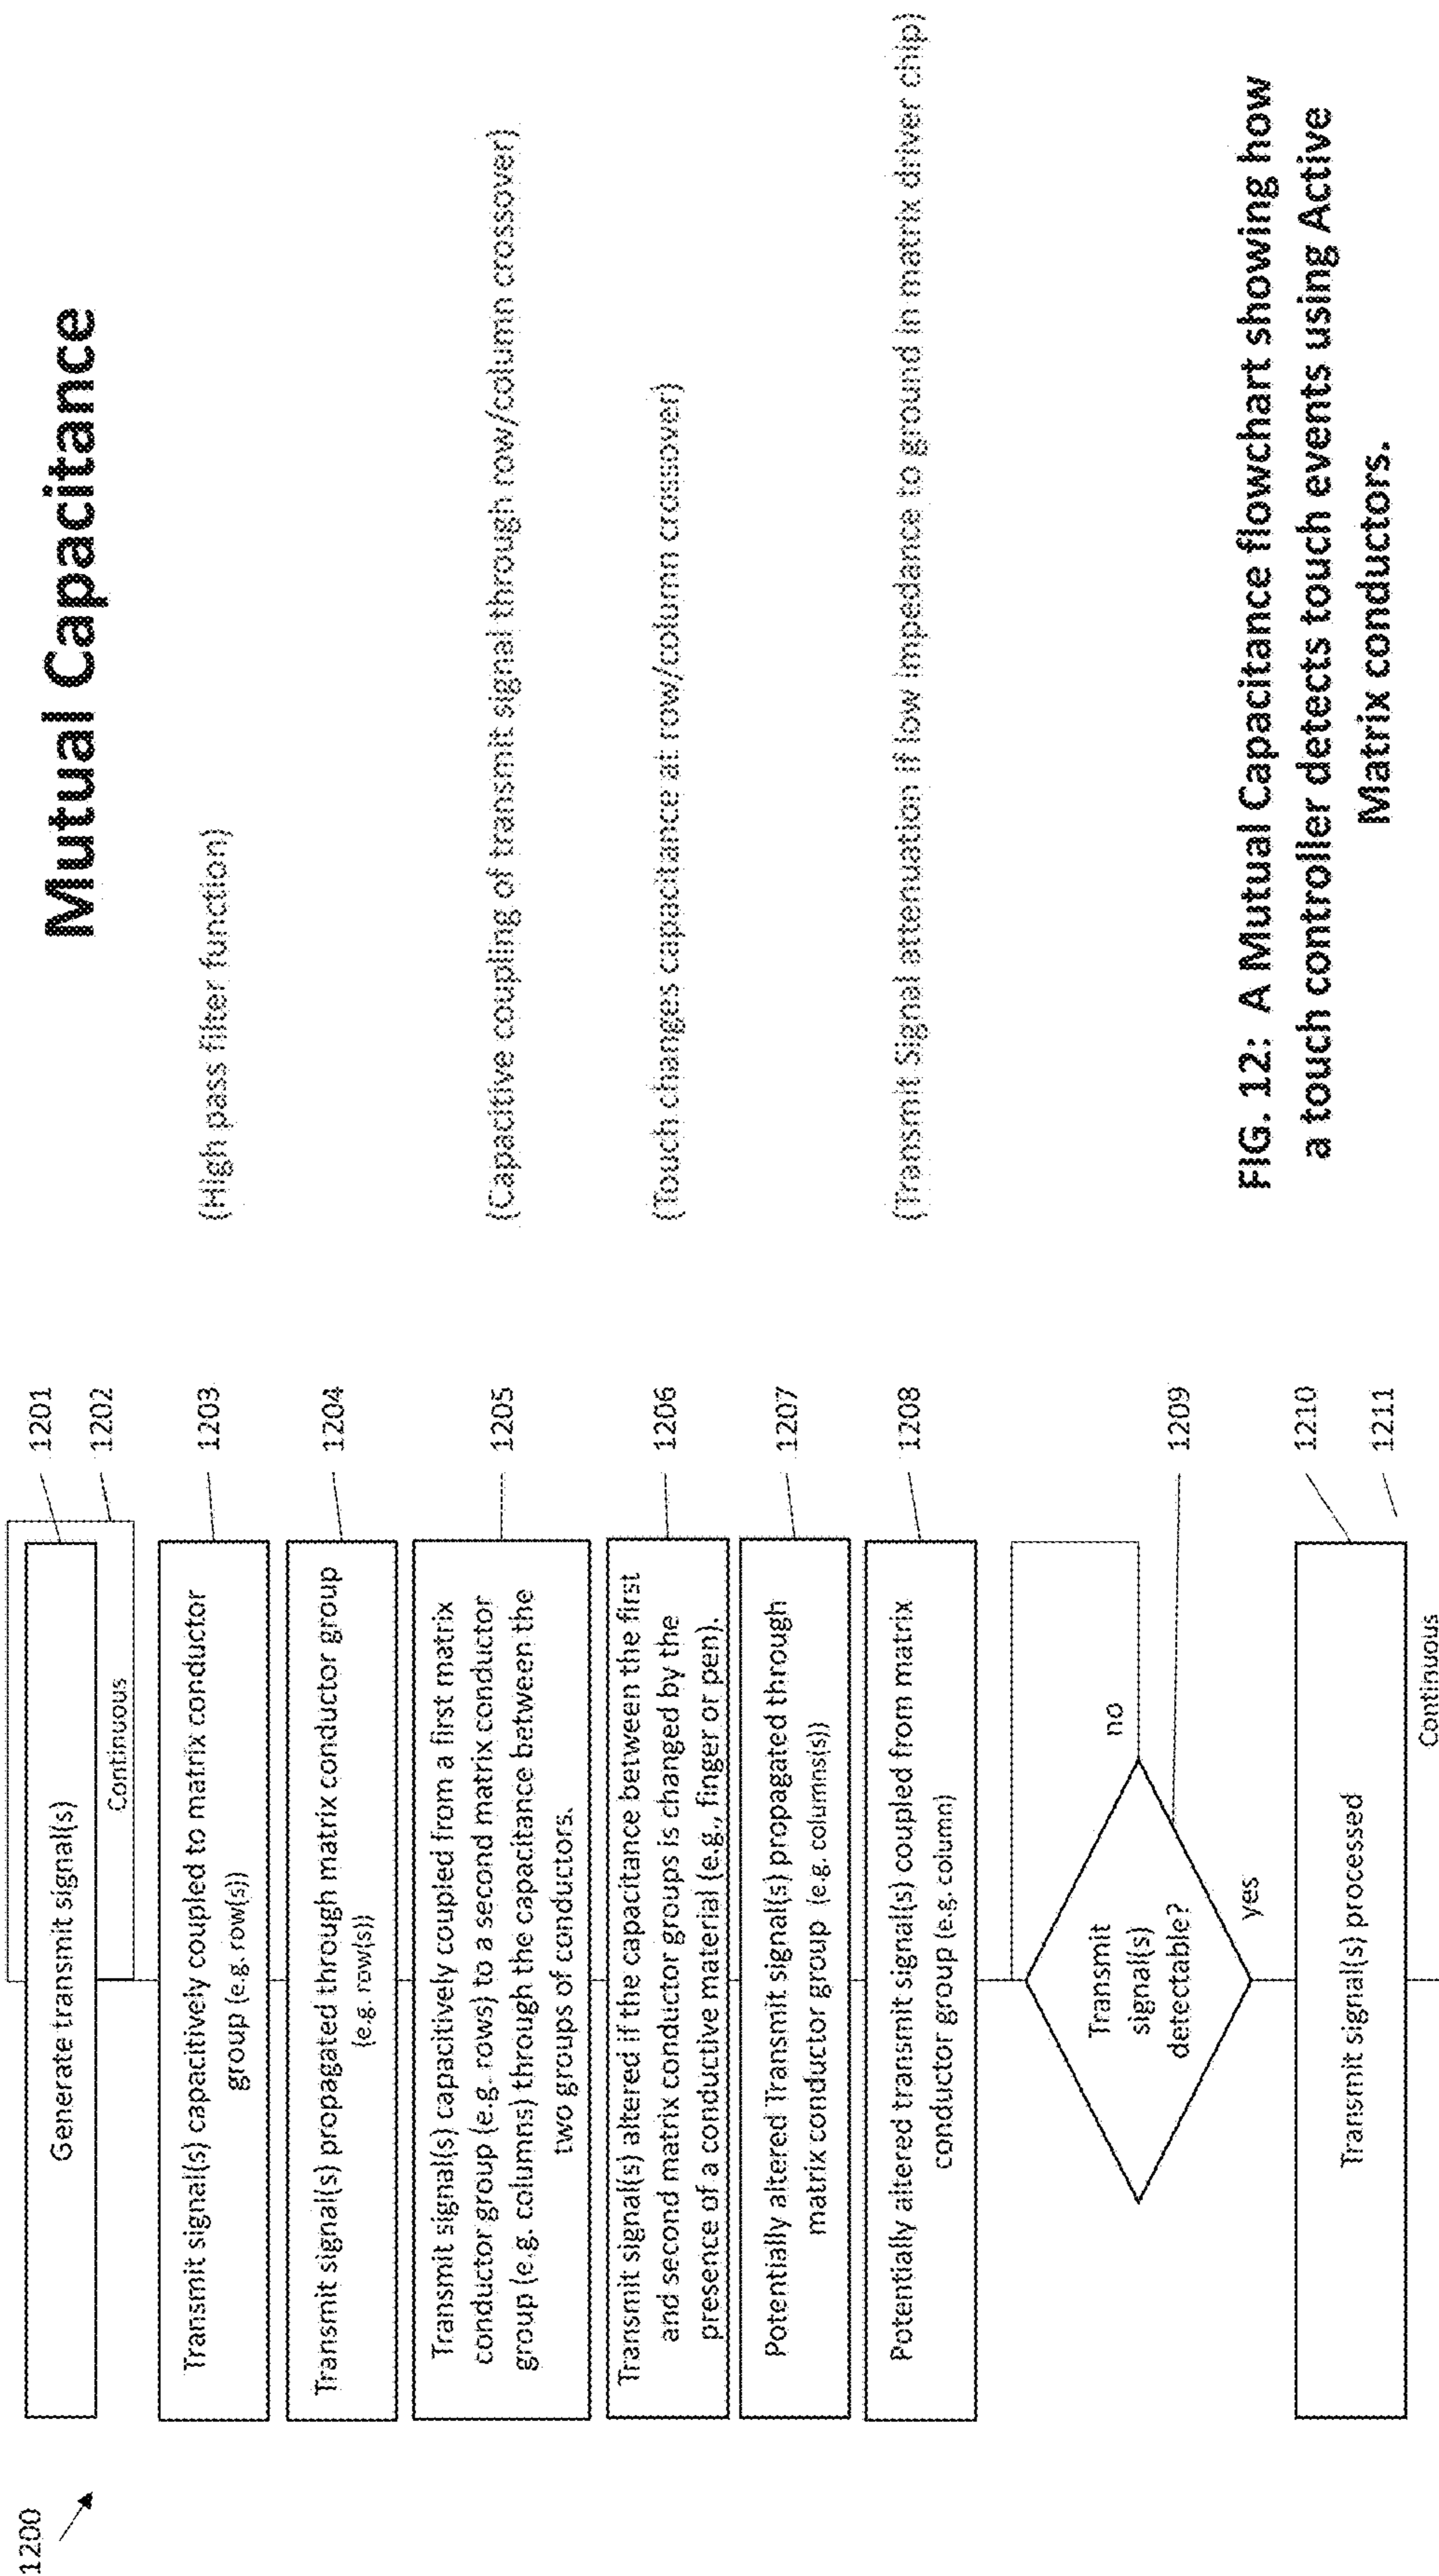 1200
Mutual Capacitance
Generate transmit signal(s)
1201
Continuous
1202
Transmit signal(s) capacitively coupled to matrix conductor
group (e.g. row(s))
1203
(High pass filter function)
Transmit signal(s) propagated through matrix conductor group
(e.g. row(s))
1204
Transmit signal(s) capacitively coupled from a first matrix
conductor group (e.g. rows) to a second matrix conductor
group (e.g. columns) through the capacitance between the
two groups of conductors.
1205
(Capacitive coupling of transmit signal through row/column crossover)
Transmit signal(s) altered if the capacitance between the first
and second matrix conductor groups is changed by the
presence of a conductive material (e.g., finger or pen).
1206
(Touch changes capacitance at row/column crossover)
Potentially altered Transmit signal(s) propagated through
matrix conductor group (e.g. columns(s))
1207
Potentially altered transmit signal(s) coupled from matrix
conductor group (e.g. column)
1208
(Transmit Signal attenuation if low impedance to ground in matrix driver chip)
Transmit
signal(s)
detectable?
no
yes
1209
Transmit signal(s) processed
1210
1211
Continuous
FIG. 12: A Mutual Capacitance flowchart showing how
a touch controller detects touch events using Active
Matrix conductors.